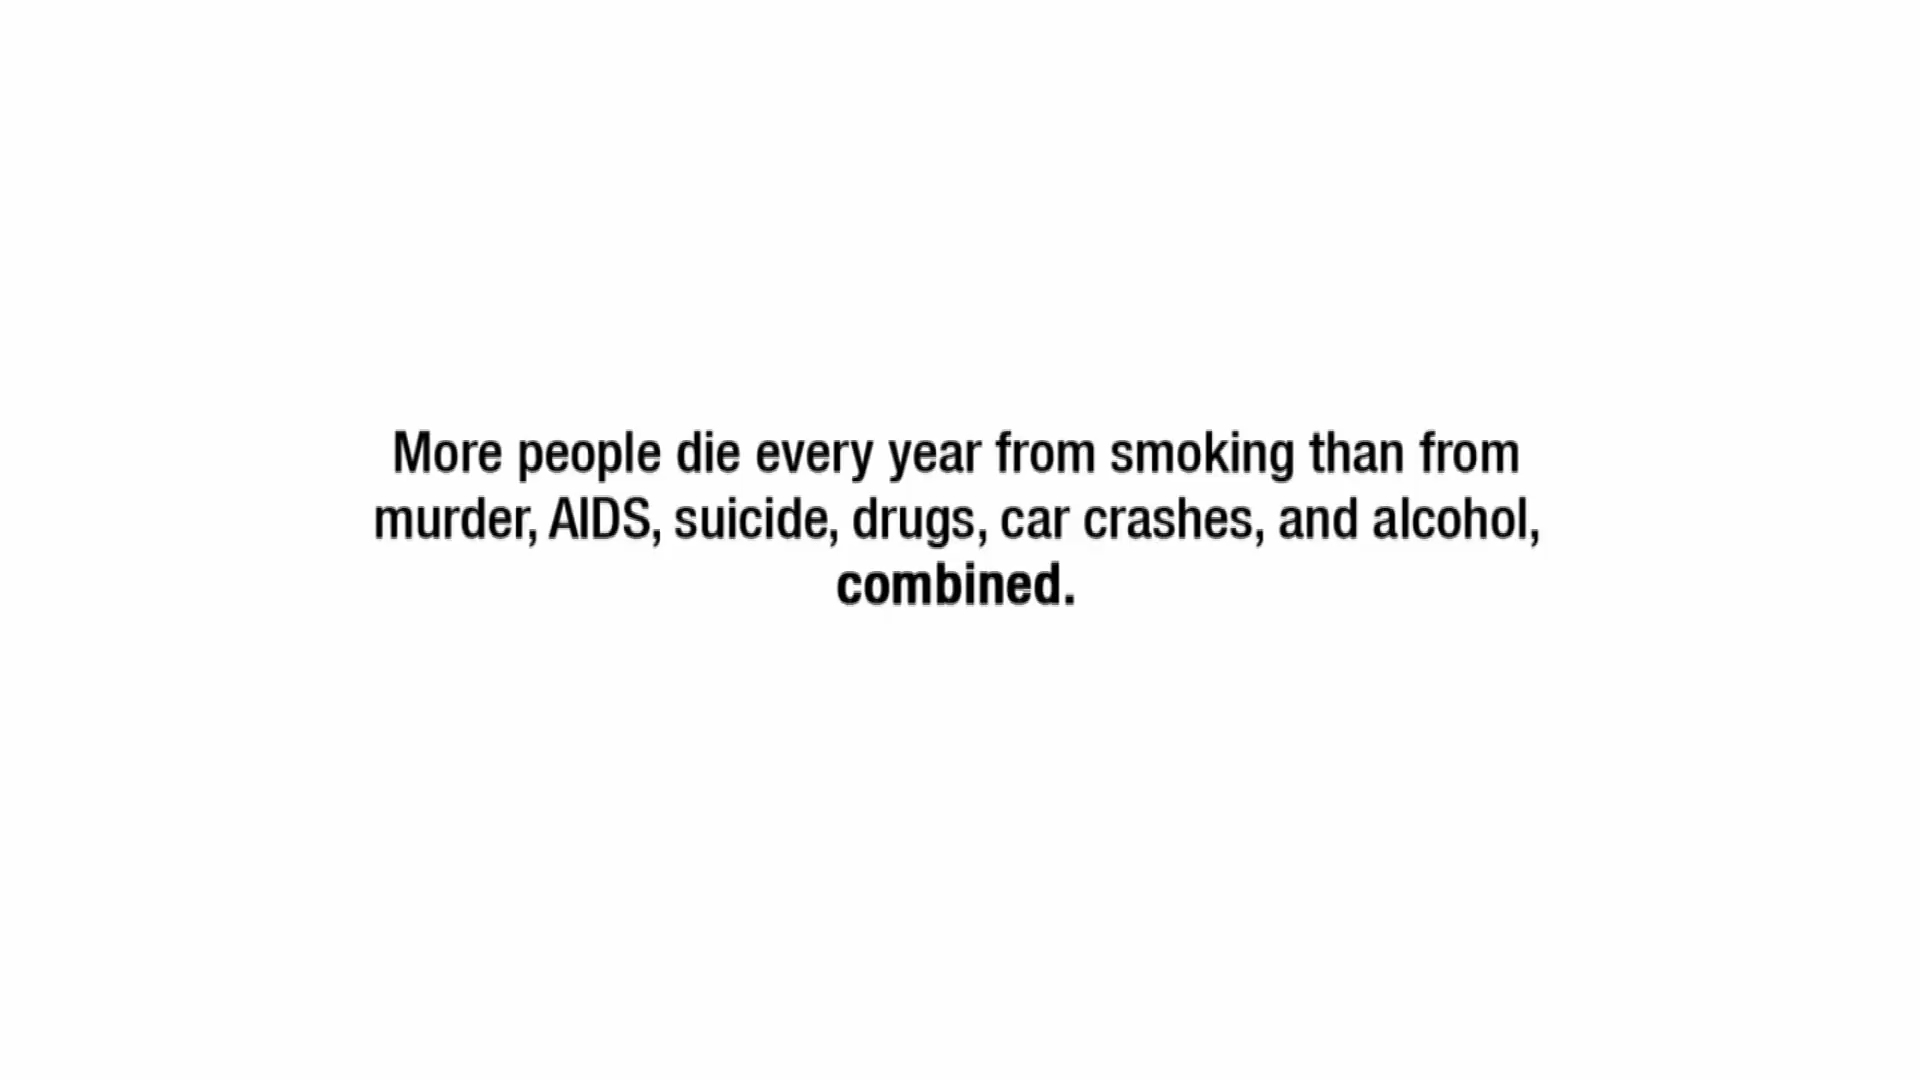 More people die every year from smoking than from
murder, AIDS, suicide, drugs, car crashes, and alcohol,
combined.